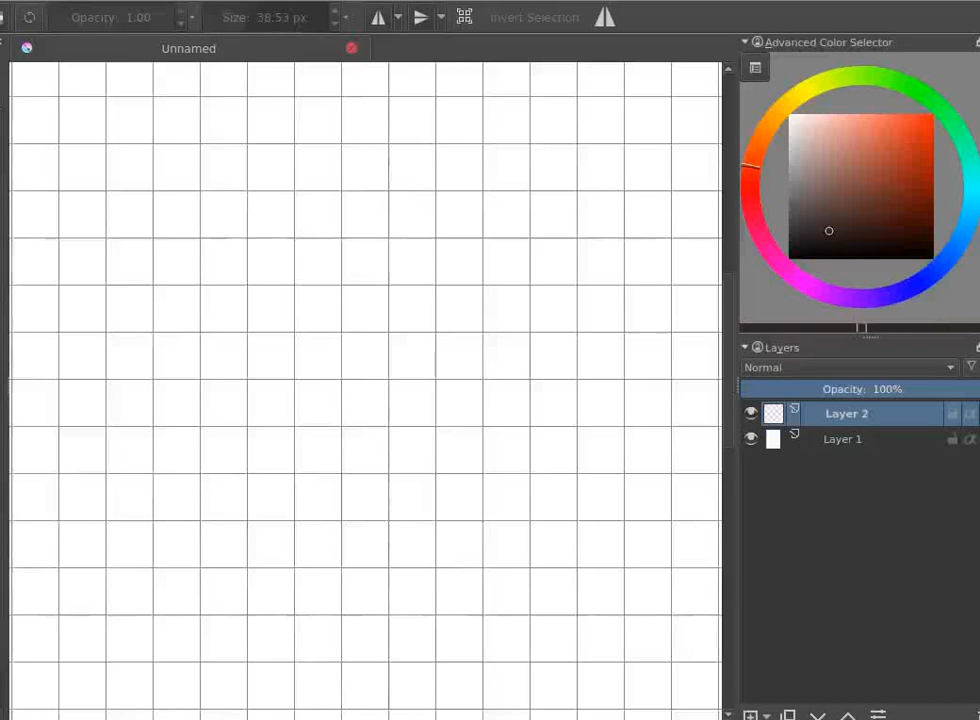 Opacity: 1.00
Size: 38.53 px
Invert Selection
Unnamed
Advanced Color Selector
Layers
Normal
Opacity: 100%
Layer 2
Layer 1